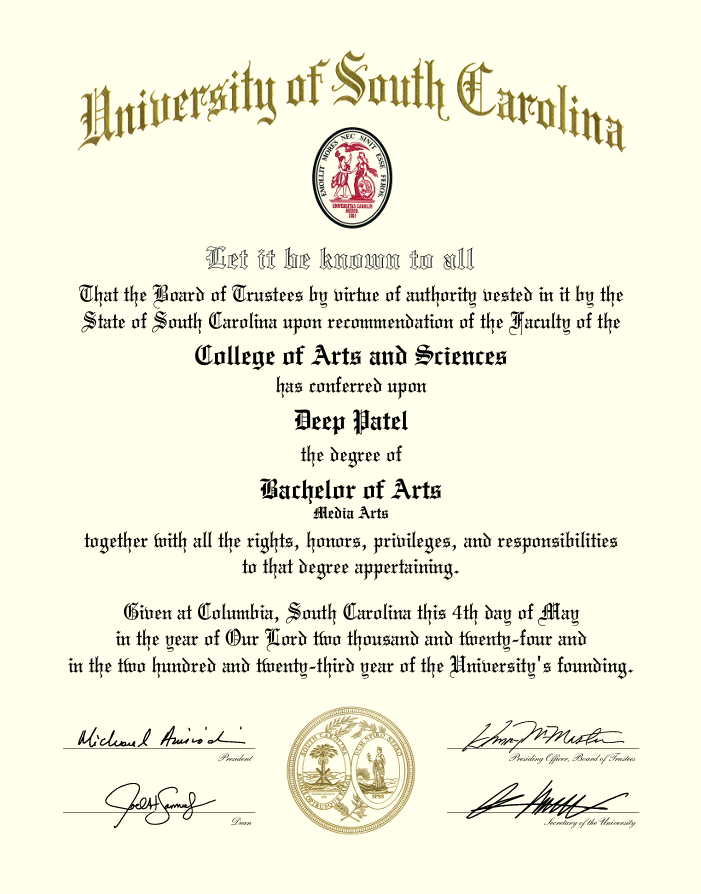 University of South Carolina
EMOLLIT MORES NEC SINIT ESSE FEROS
UNIVERSITAS CAROLIN
MERID.
1801
Let it be known to all
That the Board of Trustees by virtue of authority vested in it by the
State of South Carolina upon recommendation of the Faculty of the
College of Arts and Sciences
has conferred upon
Deep Patel
the degree of
Bachelor of Arts
Media Arts
together with all the rights, honors, privileges, and responsibilities
to that degree appertaining.
Given at Columbia, South Carolina this 4th day of May
in the year of Our Lord two thousand and twenty-four and
in the two hundred and twenty-third year of the University's founding.
President
SOUTH CAROLINA
DUM SPIRO SPERO
SPES
Presiding Officer, Board of Trustees
Dean
Secretary of the University